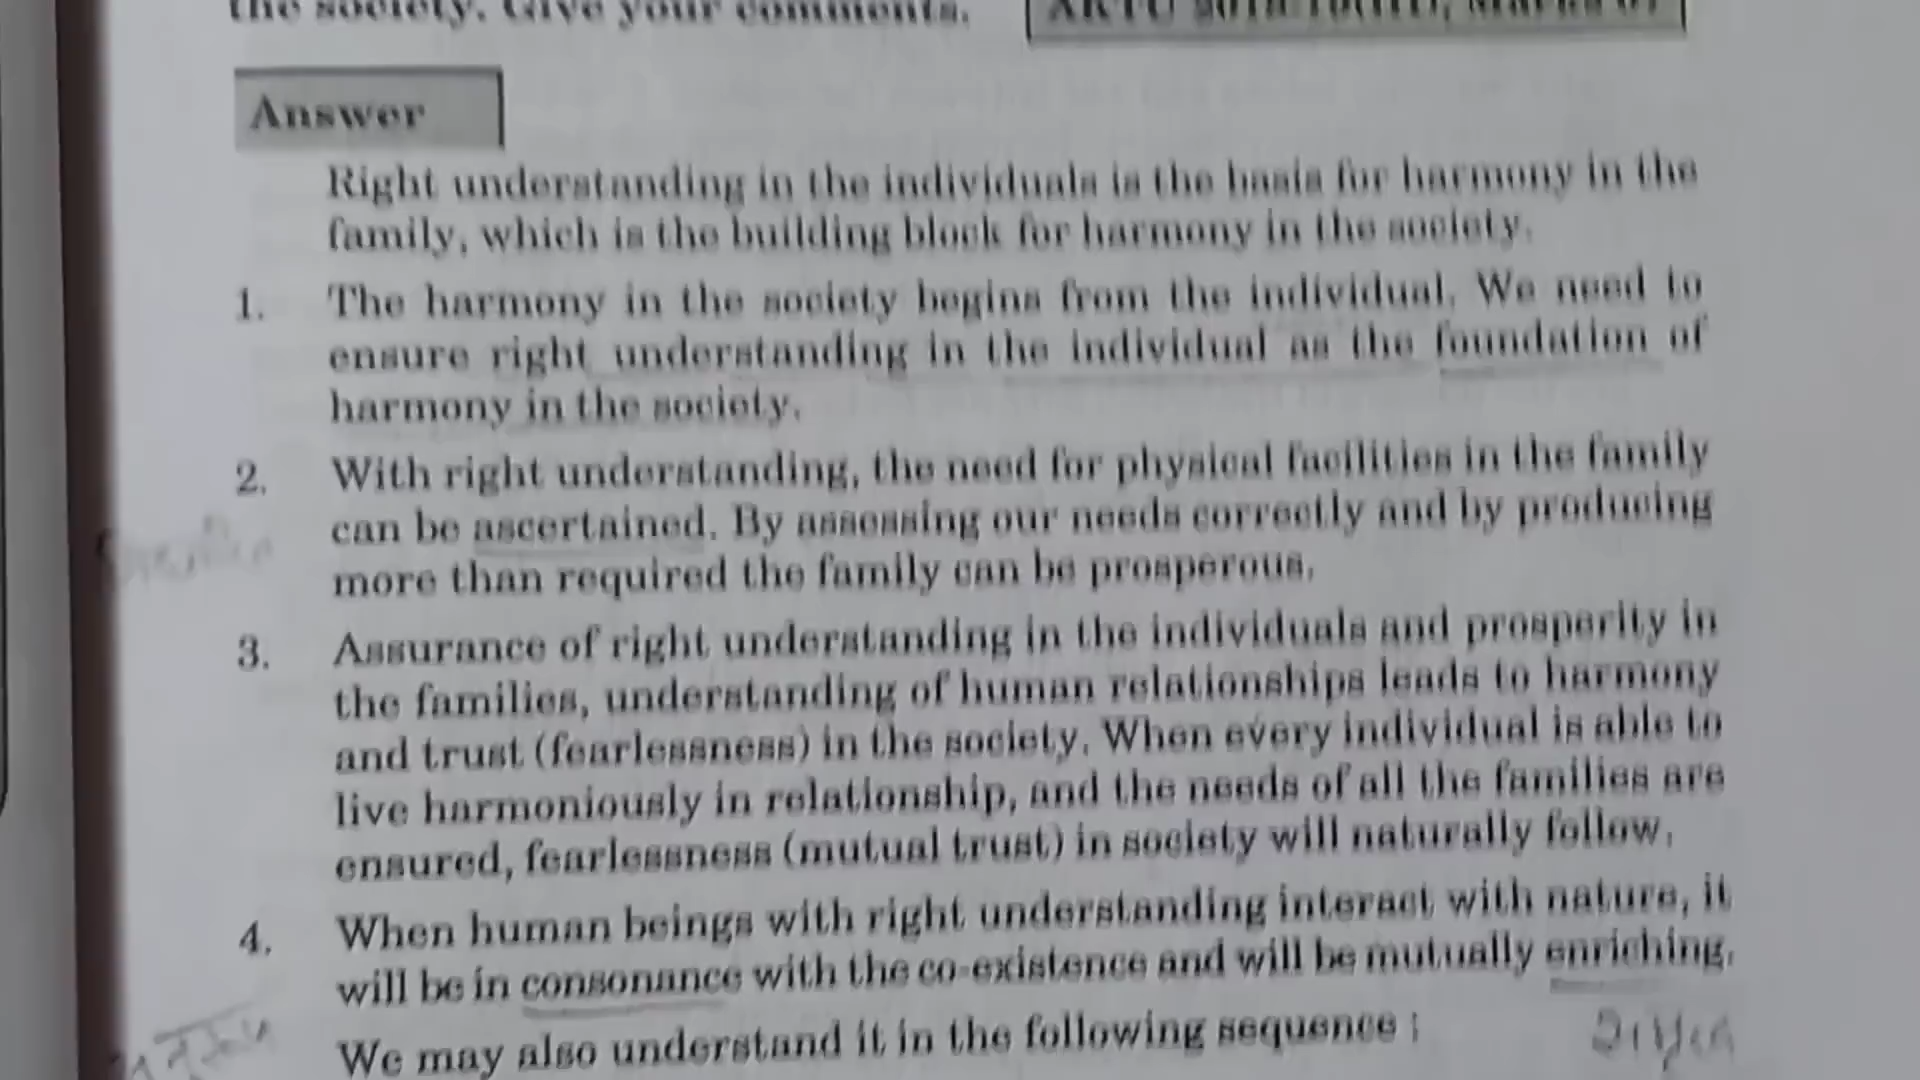 the society. Give your comments.
Answer
Right understanding in the individuals is the basis for harmony in the
family, which is the building block for harmony in the society.
1. The harmony in the society begins from the individual. We need to
ensure right understanding in the individual as the foundation of
harmony in the society.
2. With right understanding, the need for physical facilities in the family
can be ascertained. By assessing our needs correctly and by producing
more than required the family can be prosperous.
3. Assurance of right understanding in the individuals and prosperity in
the families, understanding of human relationships leads to harmony
and trust (fearlessness) in the society. When every individual is able to
live harmoniously in relationship, and the needs of all the families are
ensured, fearlessness (mutual trust) in society will naturally follow.
4. When human beings with right understanding interact with nature, it
will be in consonance with the co-existence and will be mutually enriching.
We may also understand it in the following sequence :